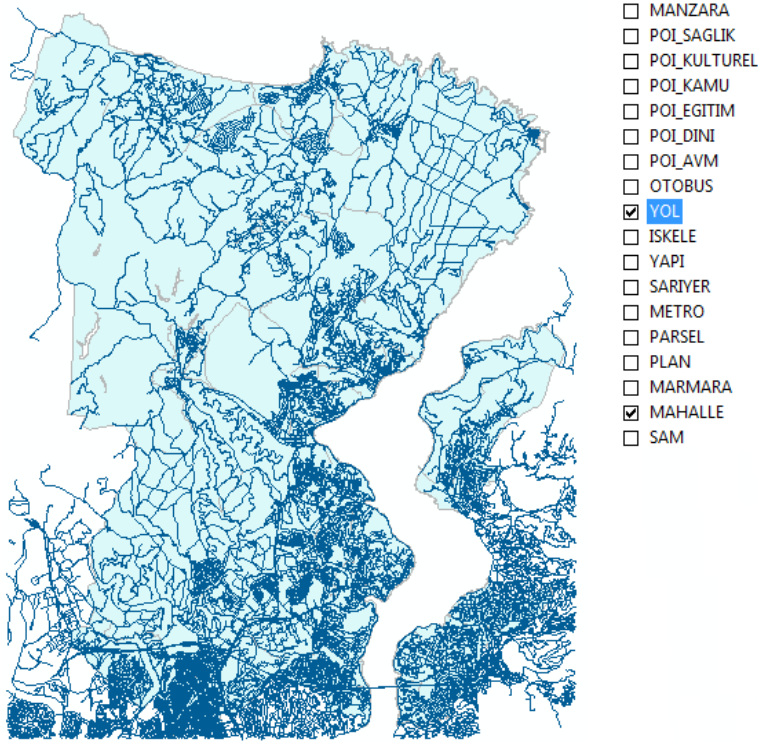 MANZARA
POI_SAGLIK
POI_KULTUREL
POI_KAMU
POI_EGITIM
POI_DINI
POI_AVM
OTOBUS
YOL
ISKELE
YAPI
SARIYER
METRO
PARSEL
PLAN
MARMARA
MAHALLE
SAM